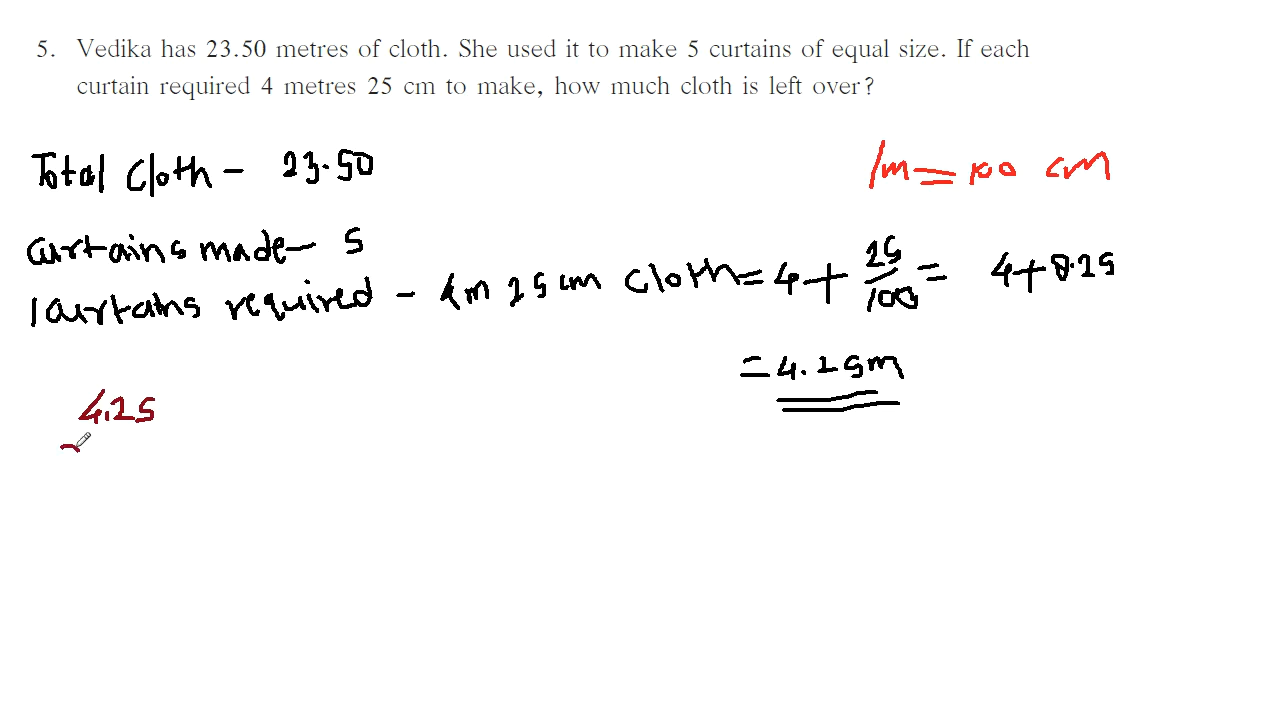 5. Vedika has 23.50 metres of cloth. She used it to make 5 curtains of equal size. If each
curtain required 4 metres 25 cm to make, how much cloth is left over?
Total Cloth - 23.50
1m = 100 cm
Curtains made - 5
1 Curtains required - 4m 25 cm Cloth = 4 + 25/100 = 4+0.25
= 4.25m
4.25